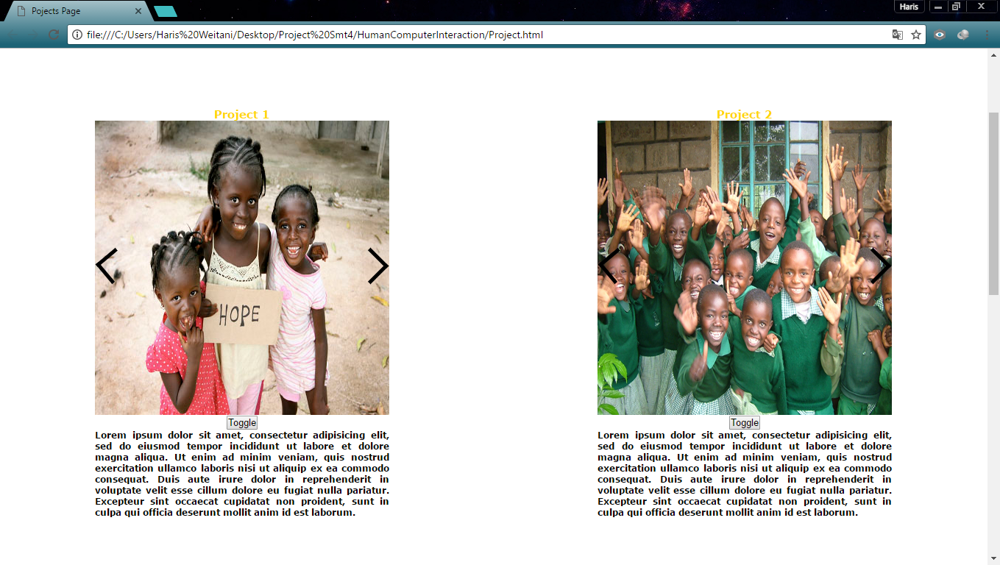 Pojects Page
Haris
file:///C:/Users/Haris%20Weitani/Desktop/Project%20Smt4/HumanComputerInteraction/Project.html
Project 1
HOPE
Toggle
Lorem ipsum dolor sit amet, consectetur adipisicing elit,
sed do eiusmod tempor incididunt ut labore et dolore
magna aliqua. Ut enim ad minim veniam, quis nostrud
exercitation ullamco laboris nisi ut aliquip ex ea commodo
consequat. Duis aute irure dolor in reprehenderit in
voluptate velit esse cillum dolore eu fugiat nulla pariatur.
Excepteur sint occaecat cupidatat non proident, sunt in
culpa qui officia deserunt mollit anim id est laborum.
Project 2
Toggle
Lorem ipsum dolor sit amet, consectetur adipisicing elit,
sed do eiusmod tempor incididunt ut labore et dolore
magna aliqua. Ut enim ad minim veniam, quis nostrud
exercitation ullamco laboris nisi ut aliquip ex ea commodo
consequat. Duis aute irure dolor in reprehenderit in
voluptate velit esse cillum dolore eu fugiat nulla pariatur.
Excepteur sint occaecat cupidatat non proident, sunt in
culpa qui officia deserunt mollit anim id est laborum.